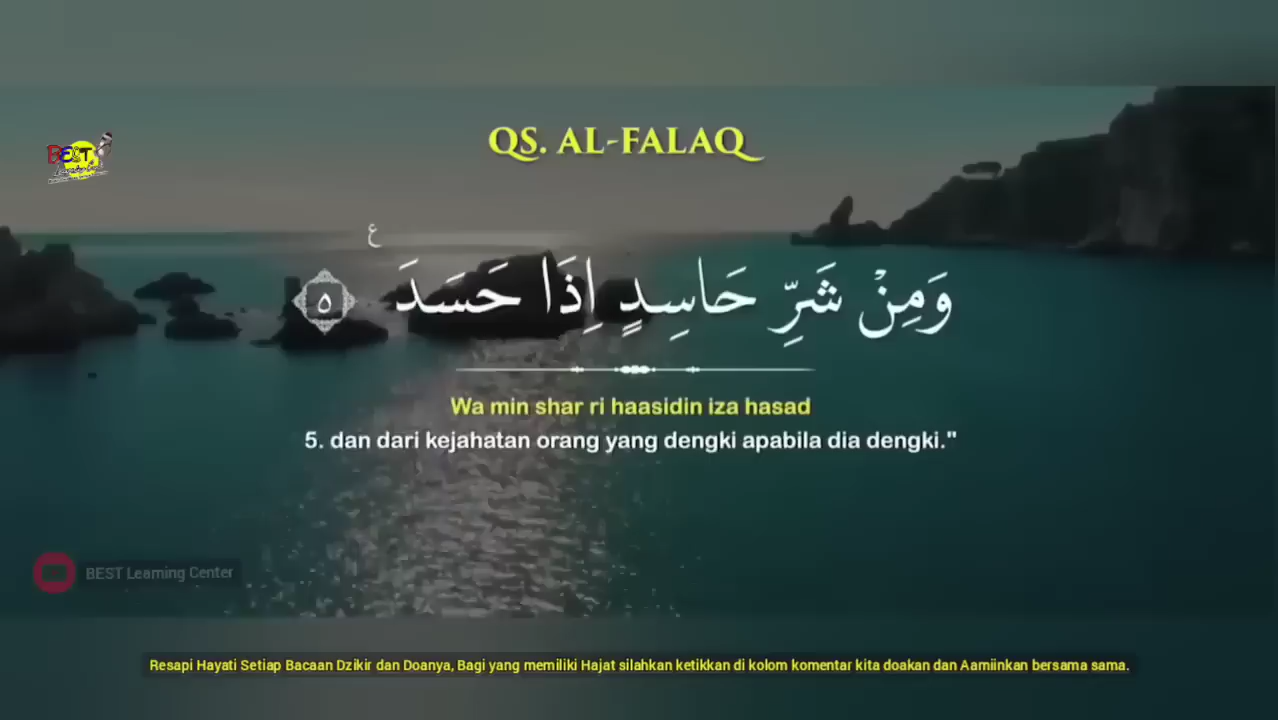 BEST
QS. AL-FALAQ
ع
وَمِنْ شَرِّ حَاسِدٍ اِذَا حَسَدَ ٥
Wa min shar ri haasidin iza hasad
5. dan dari kejahatan orang yang dengki apabila dia dengki."
BEST Learning Center
Resapi Hayati Setiap Bacaan Dzikir dan Doanya, Bagi yang memiliki Hajat silahkan ketikkan di kolom komentar kita doakan dan Aamiinkan bersama sama.